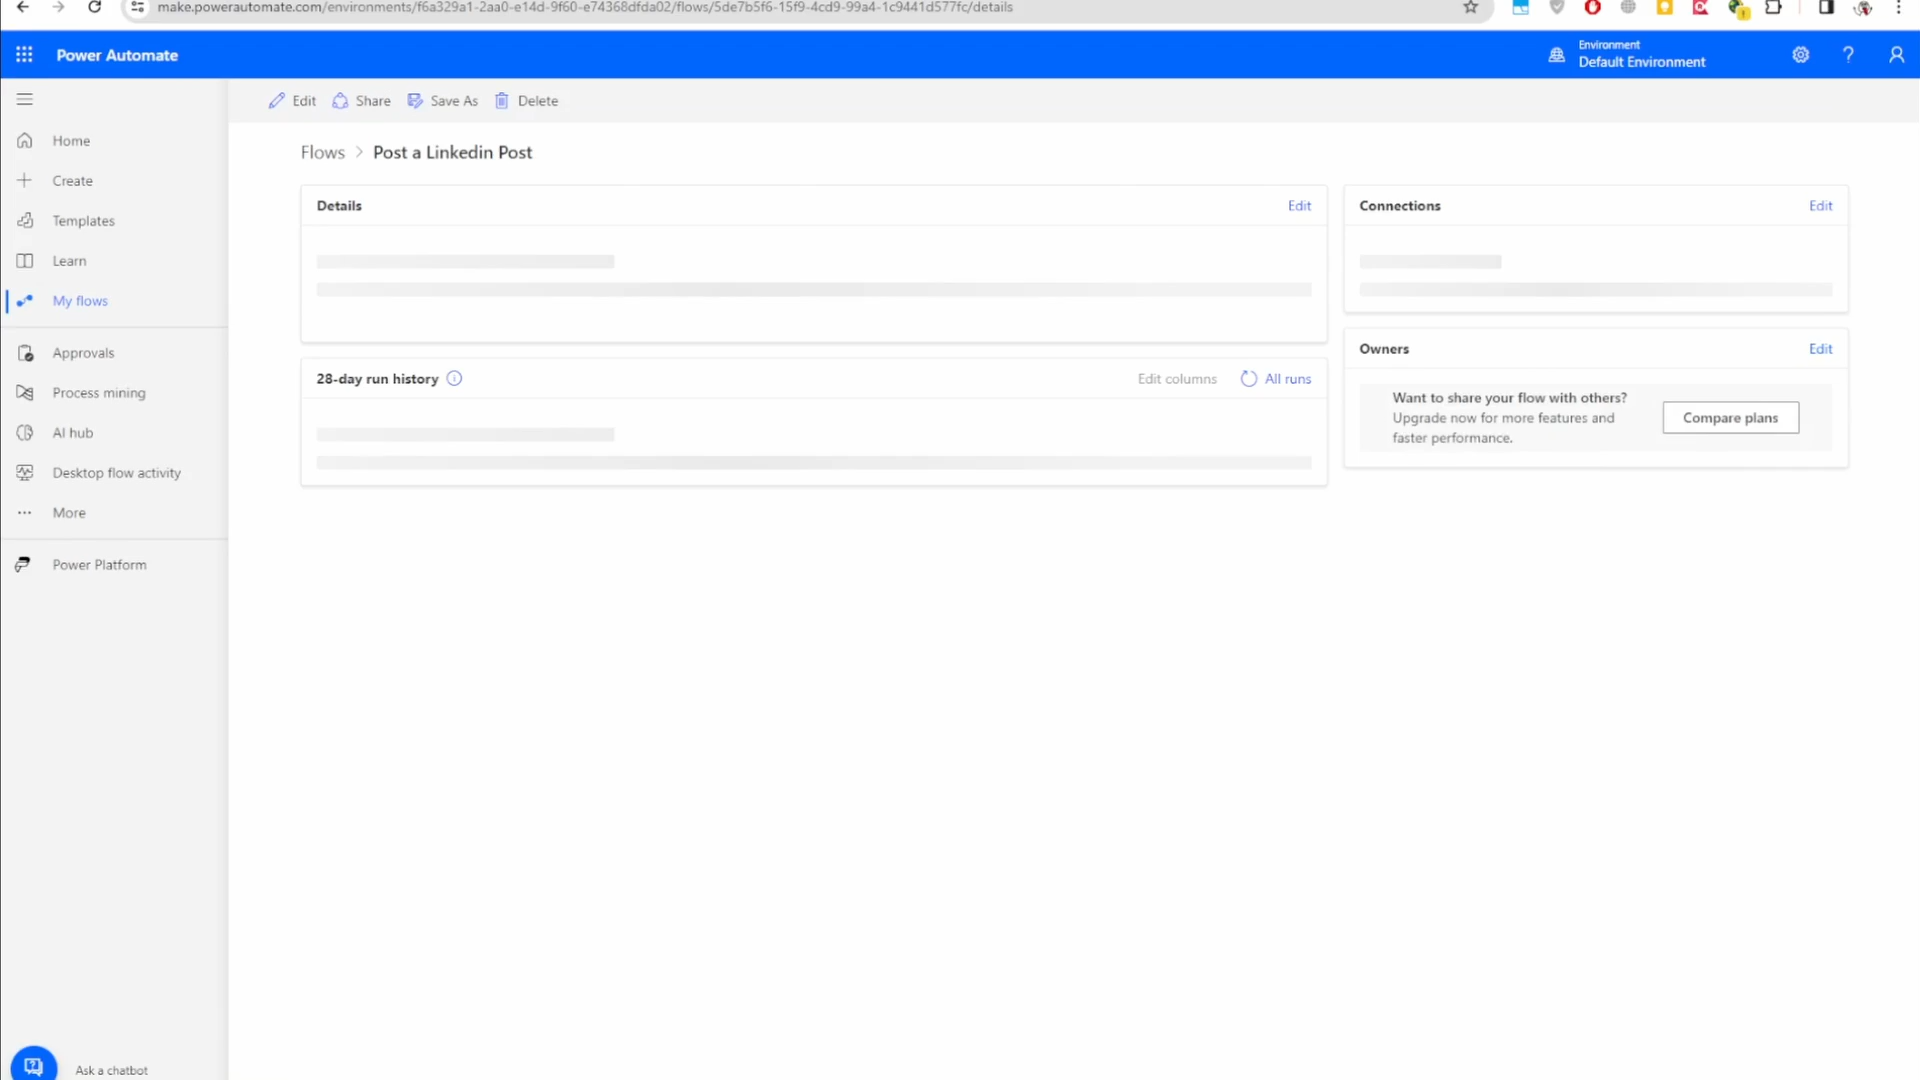 make.powerautomate.com/environments/f6a329a1-2aa0-e14d-9f60-e74368dfda02/flows/5de7b5f6-15f9-4cd9-99a4-1c9441d577fc/details
Power Automate
Environment
Default Environment
Edit
Share
Save As
Delete
Home
Create
Templates
Learn
My flows
Approvals
Process mining
AI hub
Desktop flow activity
More
Power Platform
Ask a chatbot
Flows > Post a Linkedin Post
Details
Edit
28-day run history
Edit columns
All runs
Connections
Edit
Owners
Edit
Want to share your flow with others?
Upgrade now for more features and
faster performance.
Compare plans